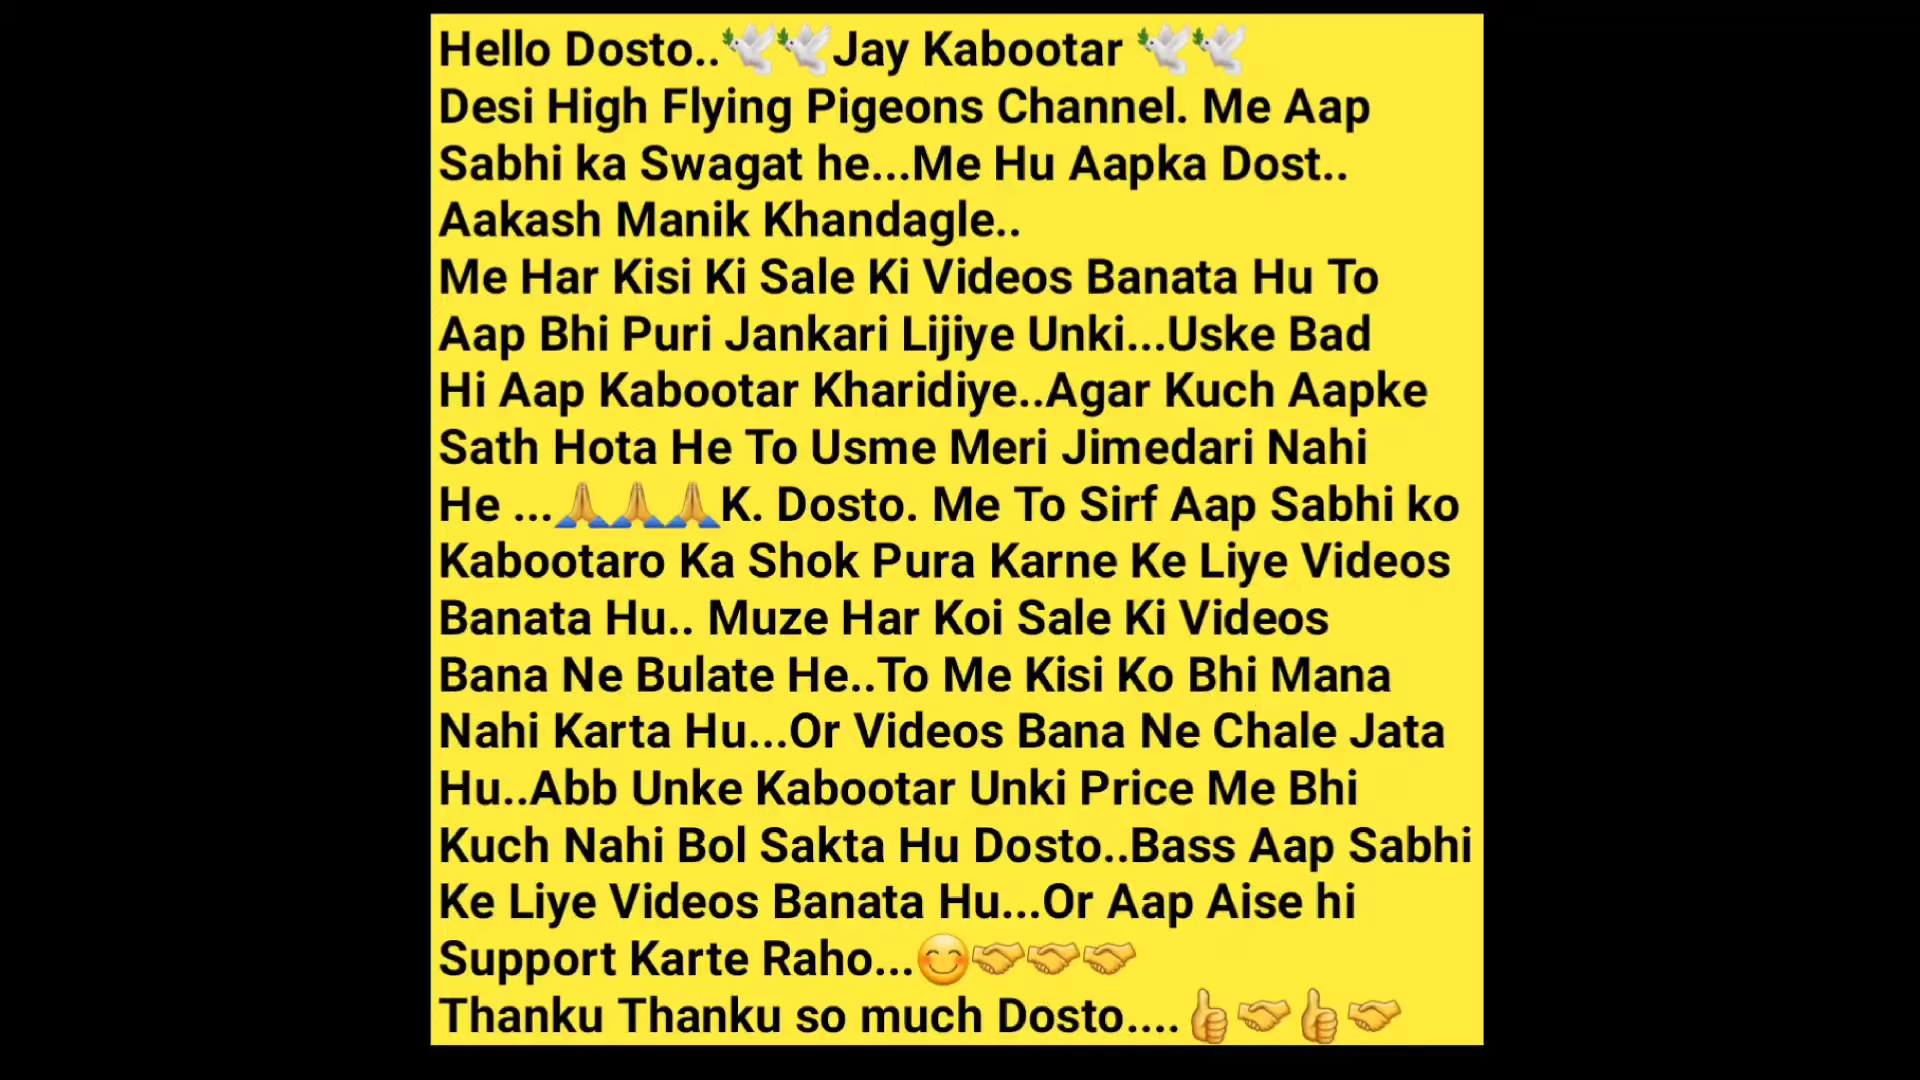 Hello Dosto..🕊️🕊️Jay Kabootar 🕊️🕊️
Desi High Flying Pigeons Channel. Me Aap
Sabhi ka Swagat he...Me Hu Aapka Dost..
Aakash Manik Khandagle..
Me Har Kisi Ki Sale Ki Videos Banata Hu To
Aap Bhi Puri Jankari Lijiye Unki...Uske Bad
Hi Aap Kabootar Kharidiye..Agar Kuch Aapke
Sath Hota He To Usme Meri Jimedari Nahi
He ...🙏🙏🙏K. Dosto. Me To Sirf Aap Sabhi ko
Kabootaro Ka Shok Pura Karne Ke Liye Videos
Banata Hu.. Muze Har Koi Sale Ki Videos
Bana Ne Bulate He..To Me Kisi Ko Bhi Mana
Nahi Karta Hu...Or Videos Bana Ne Chale Jata
Hu..Abb Unke Kabootar Unki Price Me Bhi
Kuch Nahi Bol Sakta Hu Dosto..Bass Aap Sabhi
Ke Liye Videos Banata Hu...Or Aap Aise hi
Support Karte Raho...😊🤝🤝🤝
Thanku Thanku so much Dosto....👍🤝👍🤝